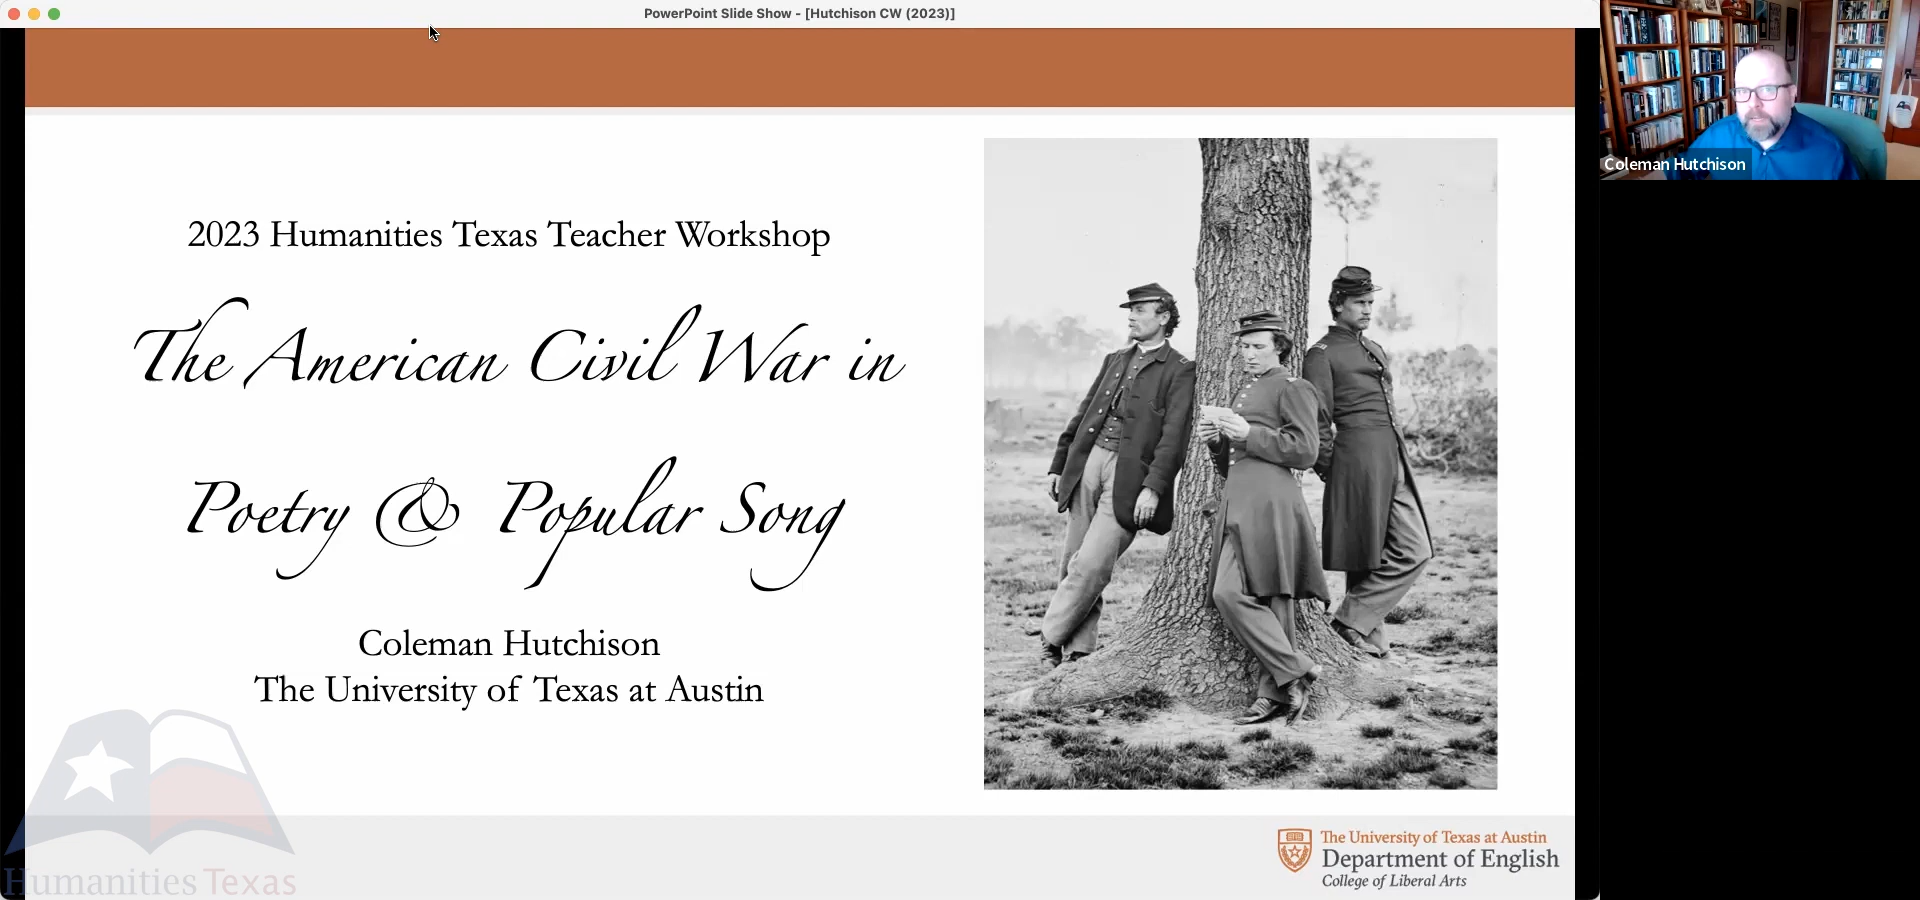 PowerPoint Slide Show - [Hutchison CW (2023)]
2023 Humanities Texas Teacher Workshop
The American Civil War in
Poetry & Popular Song
Coleman Hutchison
The University of Texas at Austin
Humanities Texas
The University of Texas at Austin
Department of English
College of Liberal Arts
Coleman Hutchison